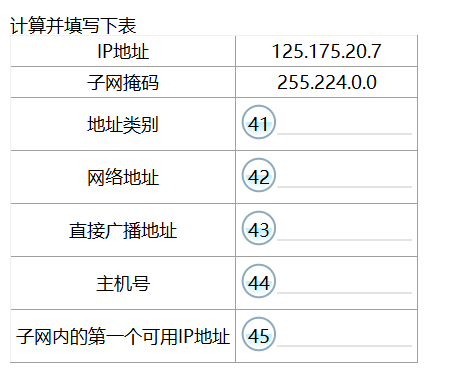 计算并填写下表
IP地址 125.175.20.7
子网掩码 255.224.0.0
地址类别 41
网络地址 42
直接广播地址 43
主机号 44
子网内的第一个可用IP地址 45